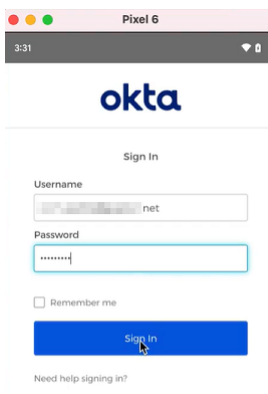 Pixel 6
3:31
okta
Sign In
Username
net
Password
•••••••••
Remember me
Sign In
Need help signing in?